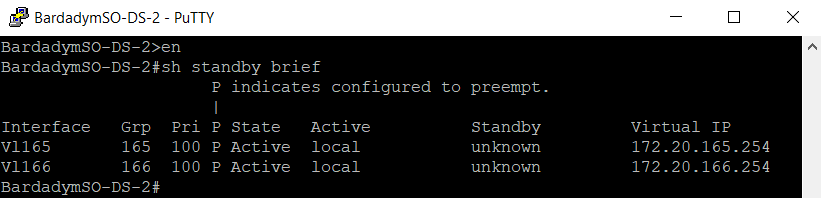 BardadymSO-DS-2 - PuTTY
BardadymSO-DS-2>en
BardadymSO-DS-2#sh standby brief
                     P indicates configured to preempt.
                     |
Interface   Grp  Pri P State   Active          Standby         Virtual IP
Vl165       165  100 P Active  local           unknown         172.20.165.254
Vl166       166  100 P Active  local           unknown         172.20.166.254
BardadymSO-DS-2#